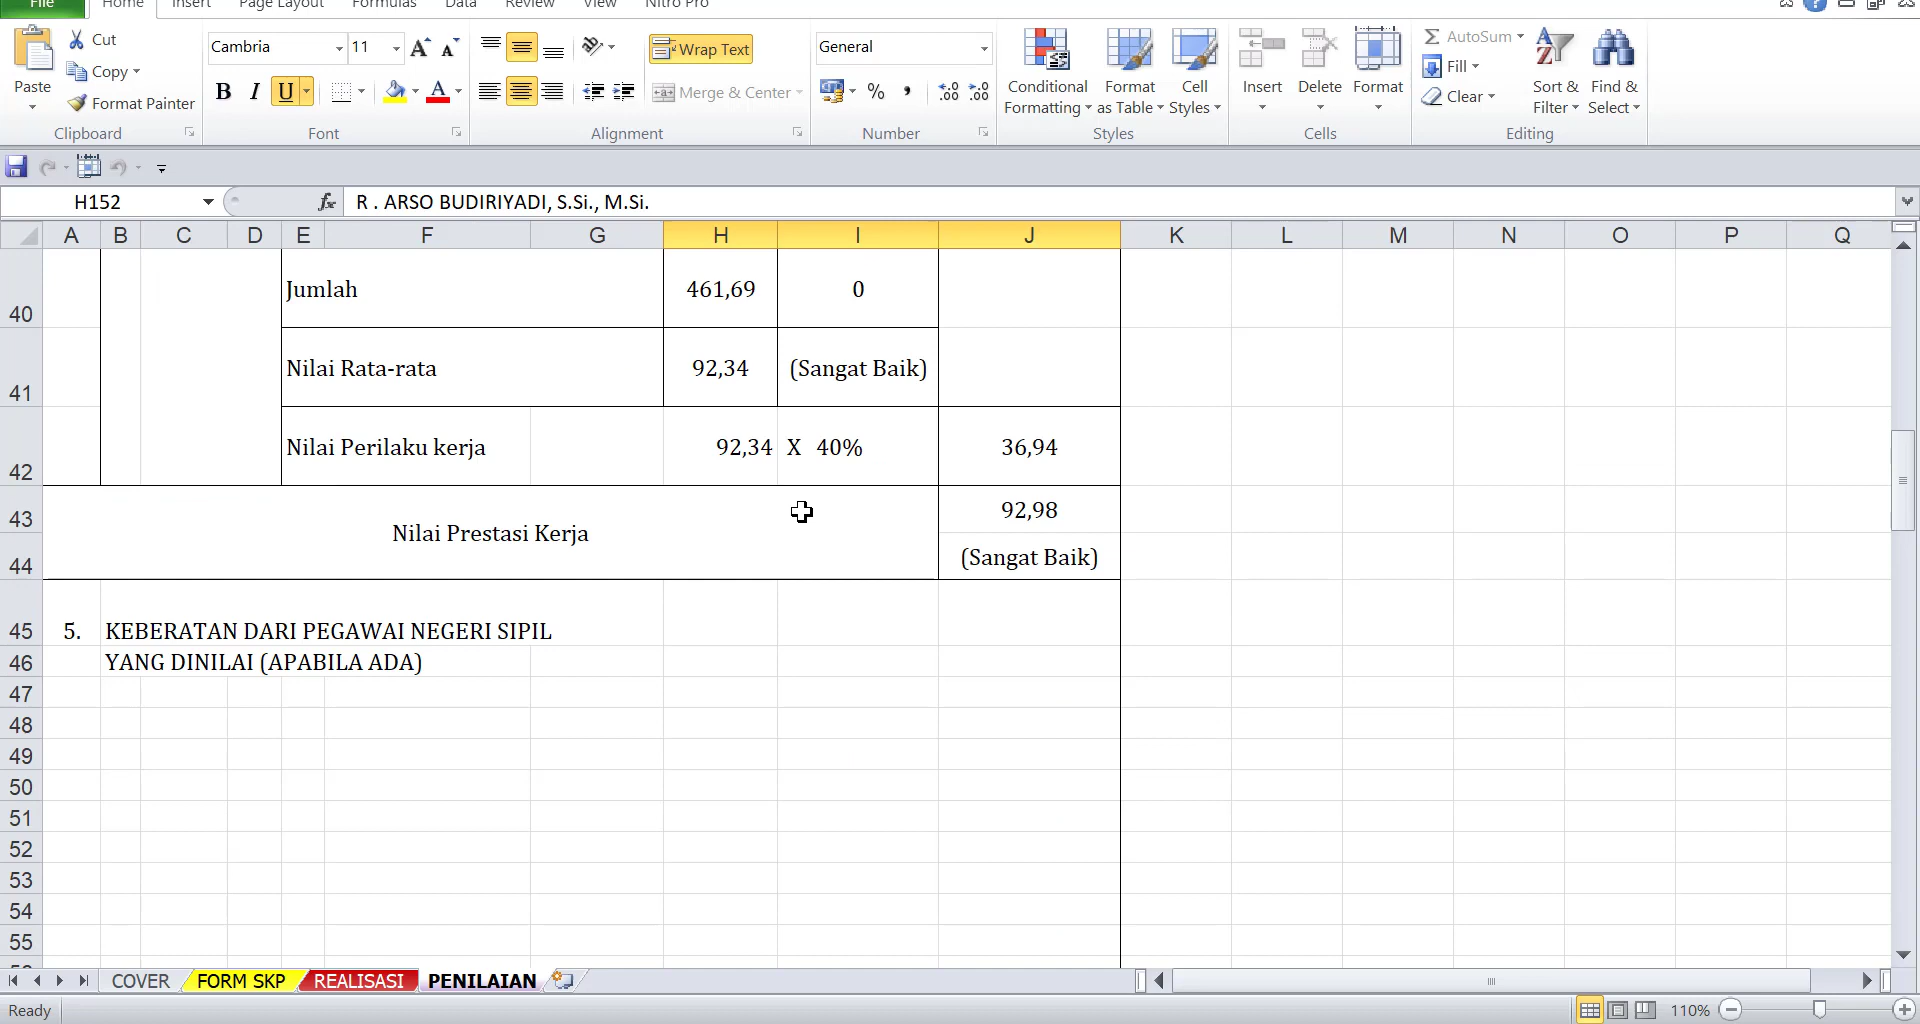 File Home Insert Page Layout Formulas Data Review View Nitro Pro
Cut
Copy
Format Painter
Paste
Clipboard
Cambria 11
B I U
Font
Wrap Text
Merge & Center
Alignment
General
%
Number
Conditional Formatting
Format as Table
Cell Styles
Styles
Insert Delete Format
Cells
AutoSum
Fill
Clear
Sort & Filter
Find & Select
Editing
H152 fx R . ARSO BUDIRIYADI, S.Si., M.Si.
A B C D E F G H I J K L M N O P Q
40 Jumlah 461,69 0
41 Nilai Rata-rata 92,34 (Sangat Baik)
42 Nilai Perilaku kerja 92,34 X 40% 36,94
43 Nilai Prestasi Kerja 92,98
44 (Sangat Baik)
45 5. KEBERATAN DARI PEGAWAI NEGERI SIPIL
46 YANG DINILAI (APABILA ADA)
47
48
49
50
51
52
53
54
55
COVER FORM SKP REALISASI PENILAIAN
Ready 110%